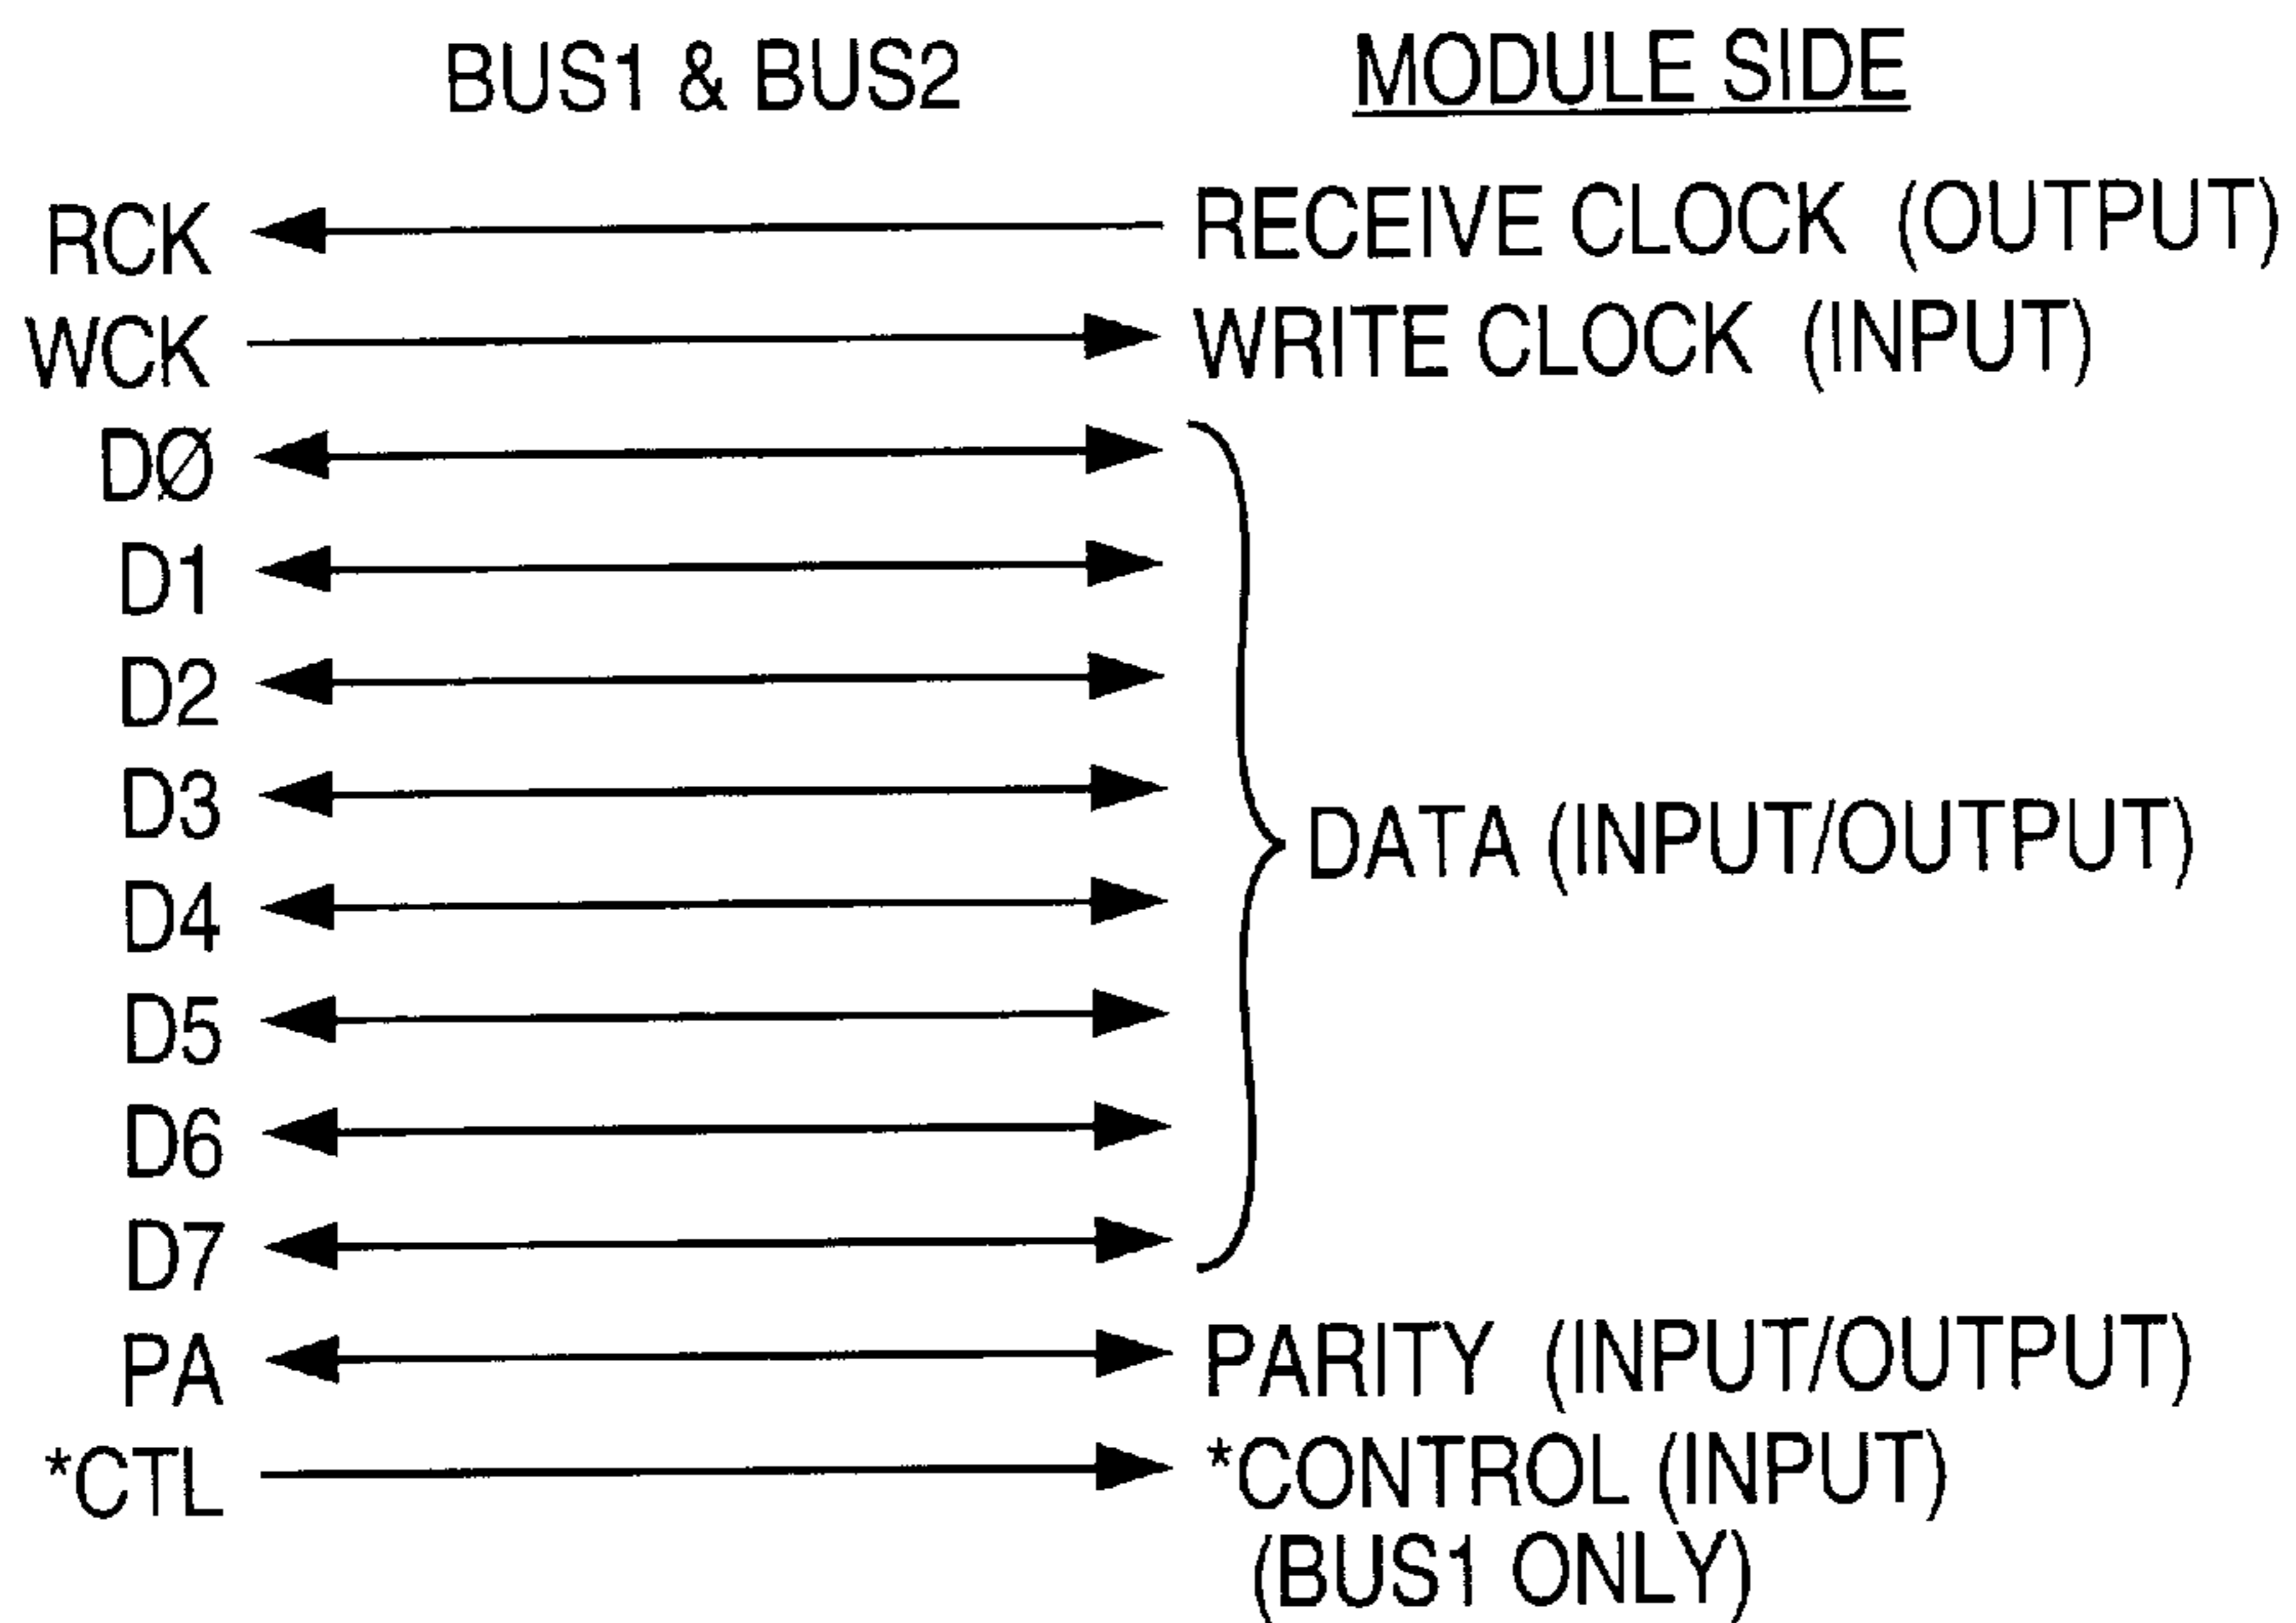 BUS1 & BUS2 MODULE SIDE
RCK RECEIVE CLOCK (OUTPUT)
WCK WRITE CLOCK (INPUT)
DØ
D1
D2
D3
DATA (INPUT/OUTPUT)
D4
D5
D6
D7
PA PARITY (INPUT/OUTPUT)
*CTL *CONTROL (INPUT)
(BUS1 ONLY)